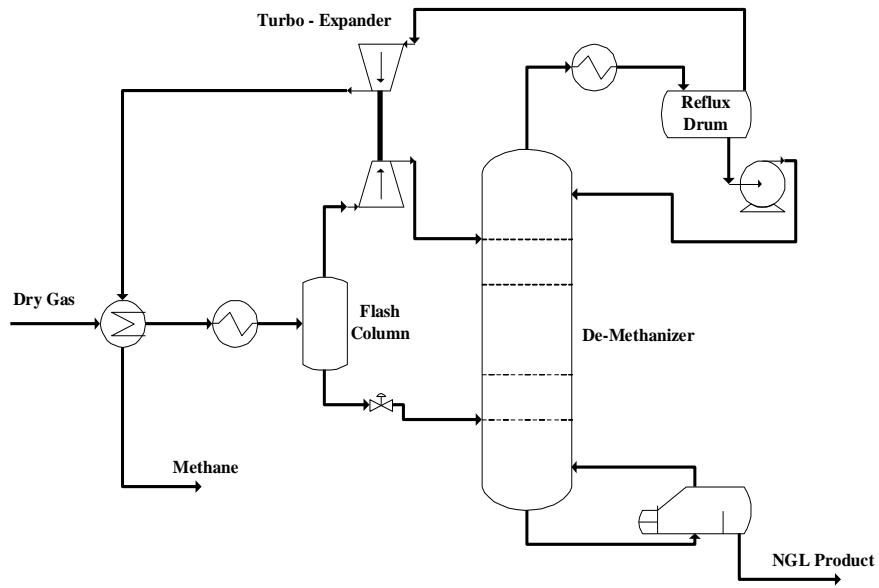 Turbo - Expander
Reflux
Drum
Dry Gas
Flash
Column
De-Methanizer
Methane
NGL Product